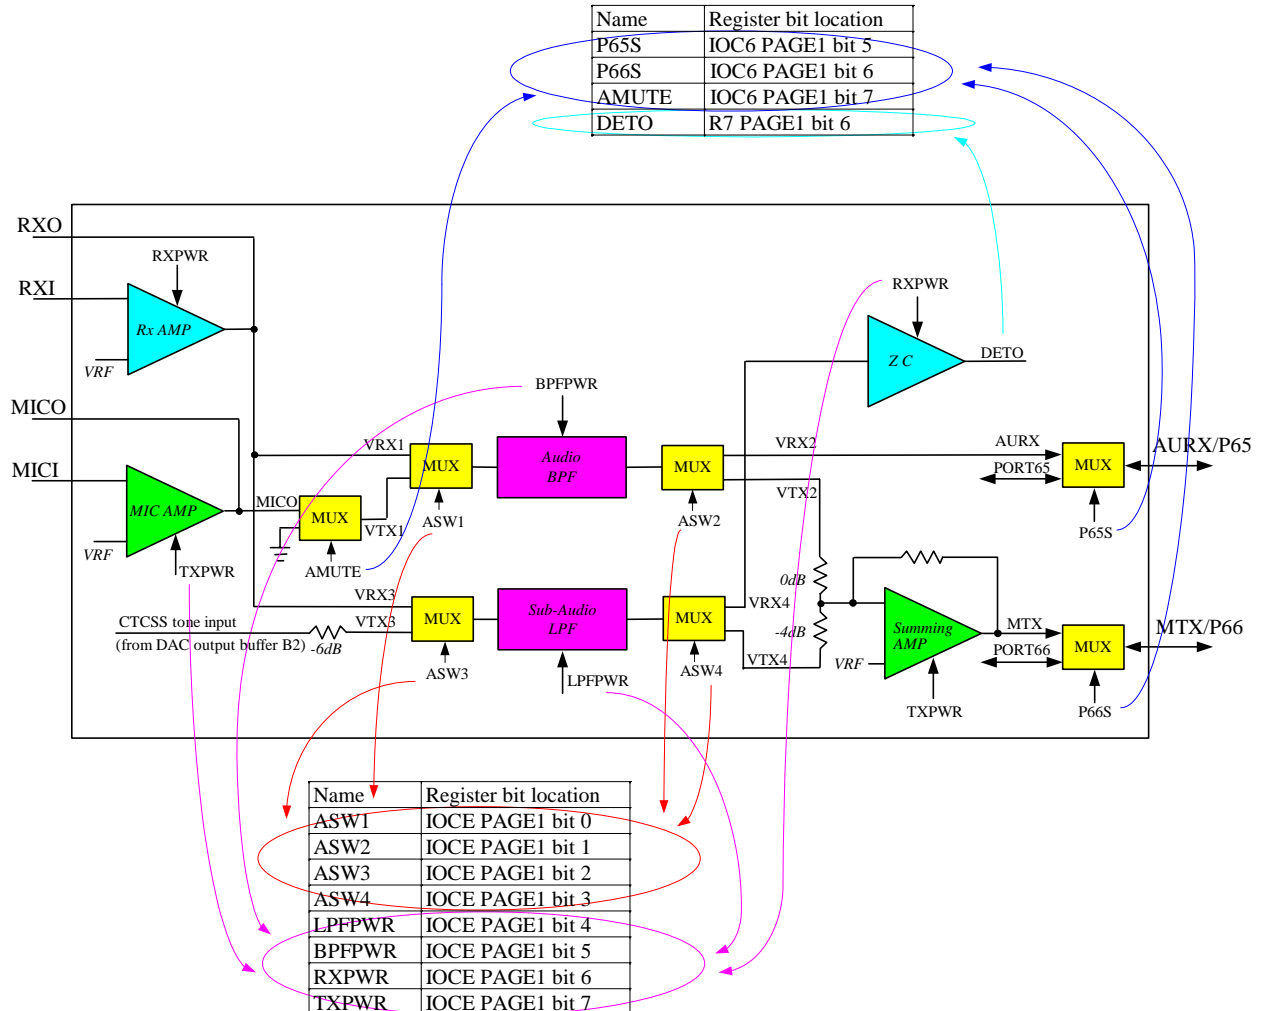 Name Register bit location
P65S IOC6 PAGE1 bit 5
P66S IOC6 PAGE1 bit 6
AMUTE IOC6 PAGE1 bit 7
DETO R7 PAGE1 bit 6
RXO
RXPWR
RXI
Rx AMP
VRF
RXPWR
Z C
DETO
MICO
BPFPWR
VRX1
MUX
Audio
BPF
MUX
VRX2
AURX
MUX
AURX/P65
MICI
PORT65
MIC AMP
MICO
MUX
VTX1
ASW1
ASW2
VTX2
P65S
VRF
TXPWR
AMUTE
0dB
VRX3
MUX
Sub-Audio
LPF
MUX
VRX4
CTCSS tone input
VTX3
(from DAC output buffer B2)
-6dB
-4dB
Summing
AMP
MTX
MUX
MTX/P66
PORT66
ASW3
LPFPWR
ASW4
VTX4
VRF
TXPWR
P66S
Name Register bit location
ASW1 IOCE PAGE1 bit 0
ASW2 IOCE PAGE1 bit 1
ASW3 IOCE PAGE1 bit 2
ASW4 IOCE PAGE1 bit 3
LPFPWR IOCE PAGE1 bit 4
BPFPWR IOCE PAGE1 bit 5
RXPWR IOCE PAGE1 bit 6
TXPWR IOCE PAGE1 bit 7